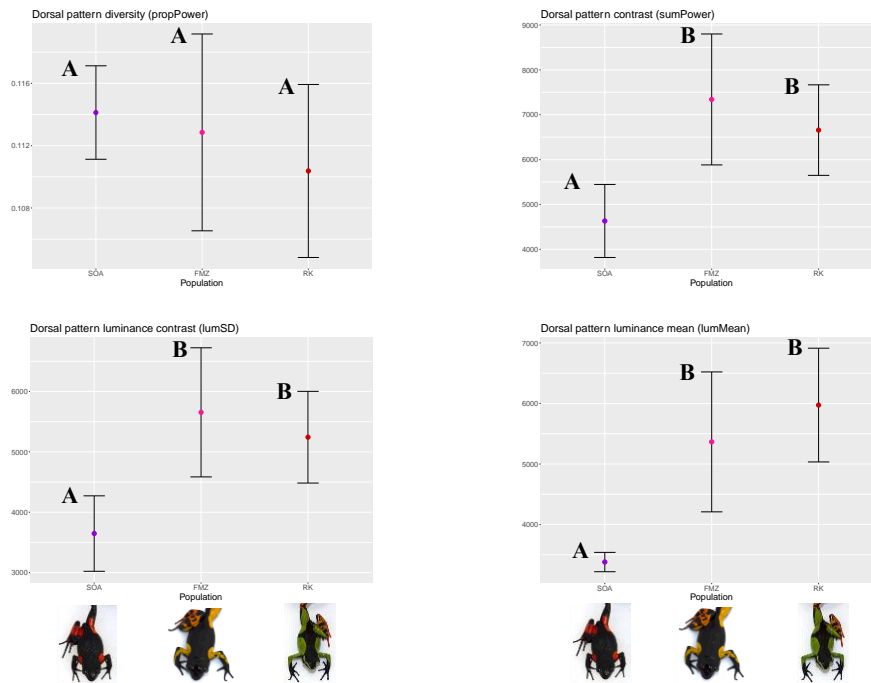 Dorsal pattern diversity (propPower)
A
A
A
0.116
0.112
0.108
SOA
FMZ
RK
Population
Dorsal pattern contrast (sumPower)
9000
8000
7000
6000
5000
4000
B
B
A
SOA
FMZ
RK
Population
Dorsal pattern luminance contrast (lumSD)
B
B
A
6000
5000
4000
3000
SOA
FMZ
RK
Population
Dorsal pattern luminance mean (lumMean)
7000
6000
5000
4000
B
B
A
SOA
FMZ
RK
Population